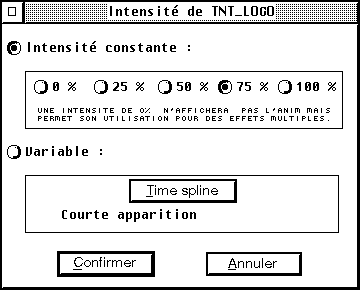 Intensité de TNT_LOGO
Intensité constante :
0 % 25 % 50 % 75 % 100 %
UNE INTENSITE DE 0% N'AFFICHERA PAS L'ANIM MAIS
PERMET SON UTILISATION POUR DES EFFETS MULTIPLES.
Variable :
Time spline
Courte apparition
Confirmer Annuler